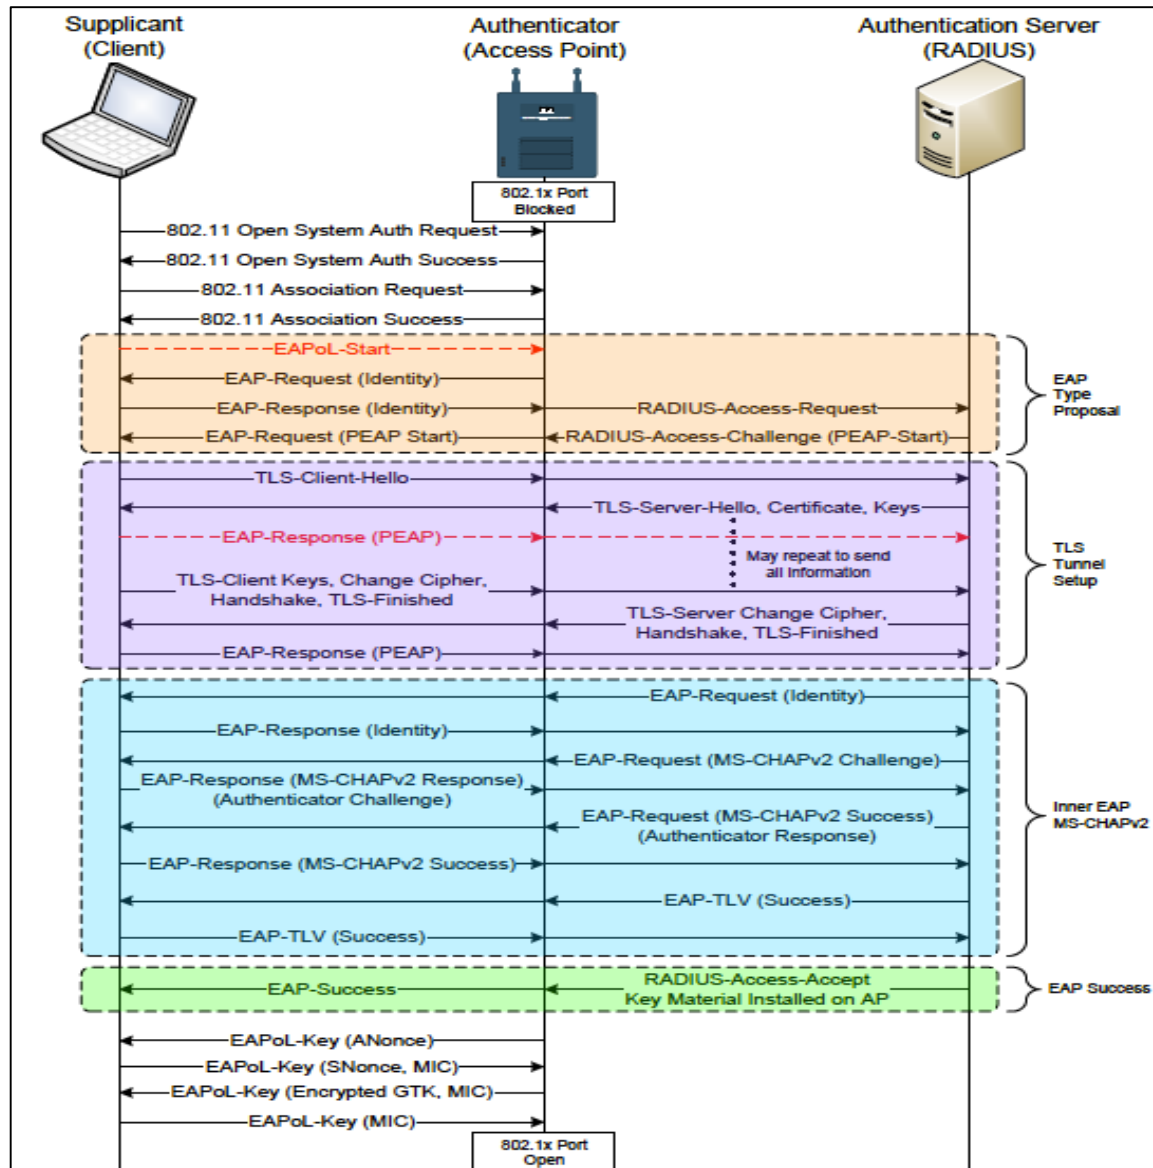 Supplicant
(Client)
Authenticator
(Access Point)
Authentication Server
(RADIUS)
802.1x Port
Blocked
802.11 Open System Auth Request
802.11 Open System Auth Success
802.11 Association Request
802.11 Association Success
EAPoL-Start
EAP-Request (Identity)
EAP-Response (Identity)
RADIUS-Access-Request
EAP-Request (PEAP Start)
RADIUS-Access-Challenge (PEAP-Start)
EAP
Type
Proposal
TLS-Client-Hello
TLS-Server-Hello, Certificate, Keys
EAP-Response (PEAP)
May repeat to send
all Information
TLS-Client Keys, Change Cipher,
Handshake, TLS-Finished
TLS-Server Change Cipher,
Handshake, TLS-Finished
EAP-Response (PEAP)
TLS
Tunnel
Setup
EAP-Request (Identity)
EAP-Response (Identity)
EAP-Request (MS-CHAPv2 Challenge)
EAP-Response (MS-CHAPv2 Response)
(Authenticator Challenge)
EAP-Request (MS-CHAPv2 Success)
(Authenticator Response)
EAP-Response (MS-CHAPv2 Success)
EAP-TLV (Success)
EAP-TLV (Success)
Inner EAP
MS-CHAPv2
EAP-Success
RADIUS-Access-Accept
Key Material Installed on AP
EAP Success
EAPoL-Key (ANonce)
EAPoL-Key (SNonce, MIC)
EAPoL-Key (Encrypted GTK, MIC)
EAPoL-Key (MIC)
802.1x Port
Open